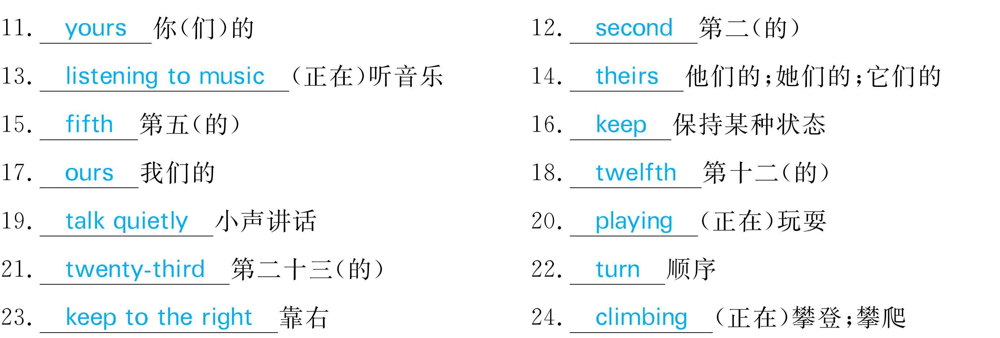 11. yours 你(们)的 12. second 第二(的)
13. listening to music (正在)听音乐 14. theirs 他们的;她们的;它们的
15. fifth 第五(的) 16. keep 保持某种状态
17. ours 我们的 18. twelfth 第十二(的)
19. talk quietly 小声讲话 20. playing (正在)玩耍
21. twenty-third 第二十三(的) 22. turn 顺序
23. keep to the right 靠右 24. climbing (正在)攀登;攀爬